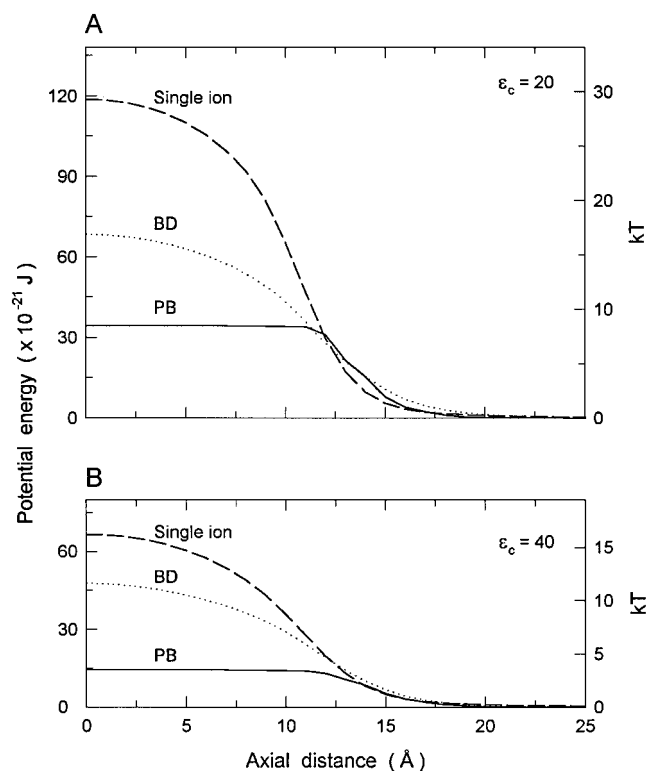 A
120
90
60
30
0
Single ion
BD
PB
ε_c = 20
30
20
10
0
kT
Potential energy ( x 10⁻²¹ J )
B
60
30
0
Single ion
BD
PB
ε_c = 40
15
10
5
0
kT
0 5 10 15 20 25
Axial distance ( Å )